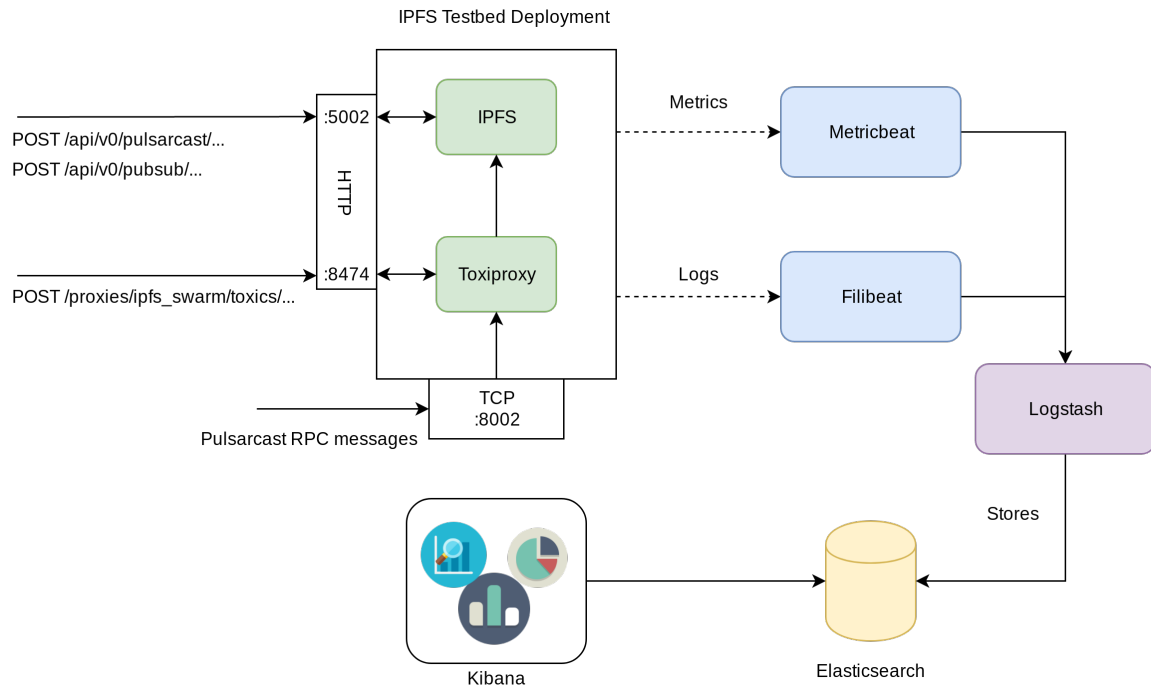 IPFS Testbed Deployment
:5002
IPFS
Metrics
Metricbeat
POST /api/v0/pulsarcast/...
POST /api/v0/pubsub/...
HTTP
:8474
Toxiproxy
Logs
Filibeat
POST /proxies/ipfs_swarm/toxics/...
TCP
:8002
Logstash
Pulsarcast RPC messages
Stores
Elasticsearch
Kibana